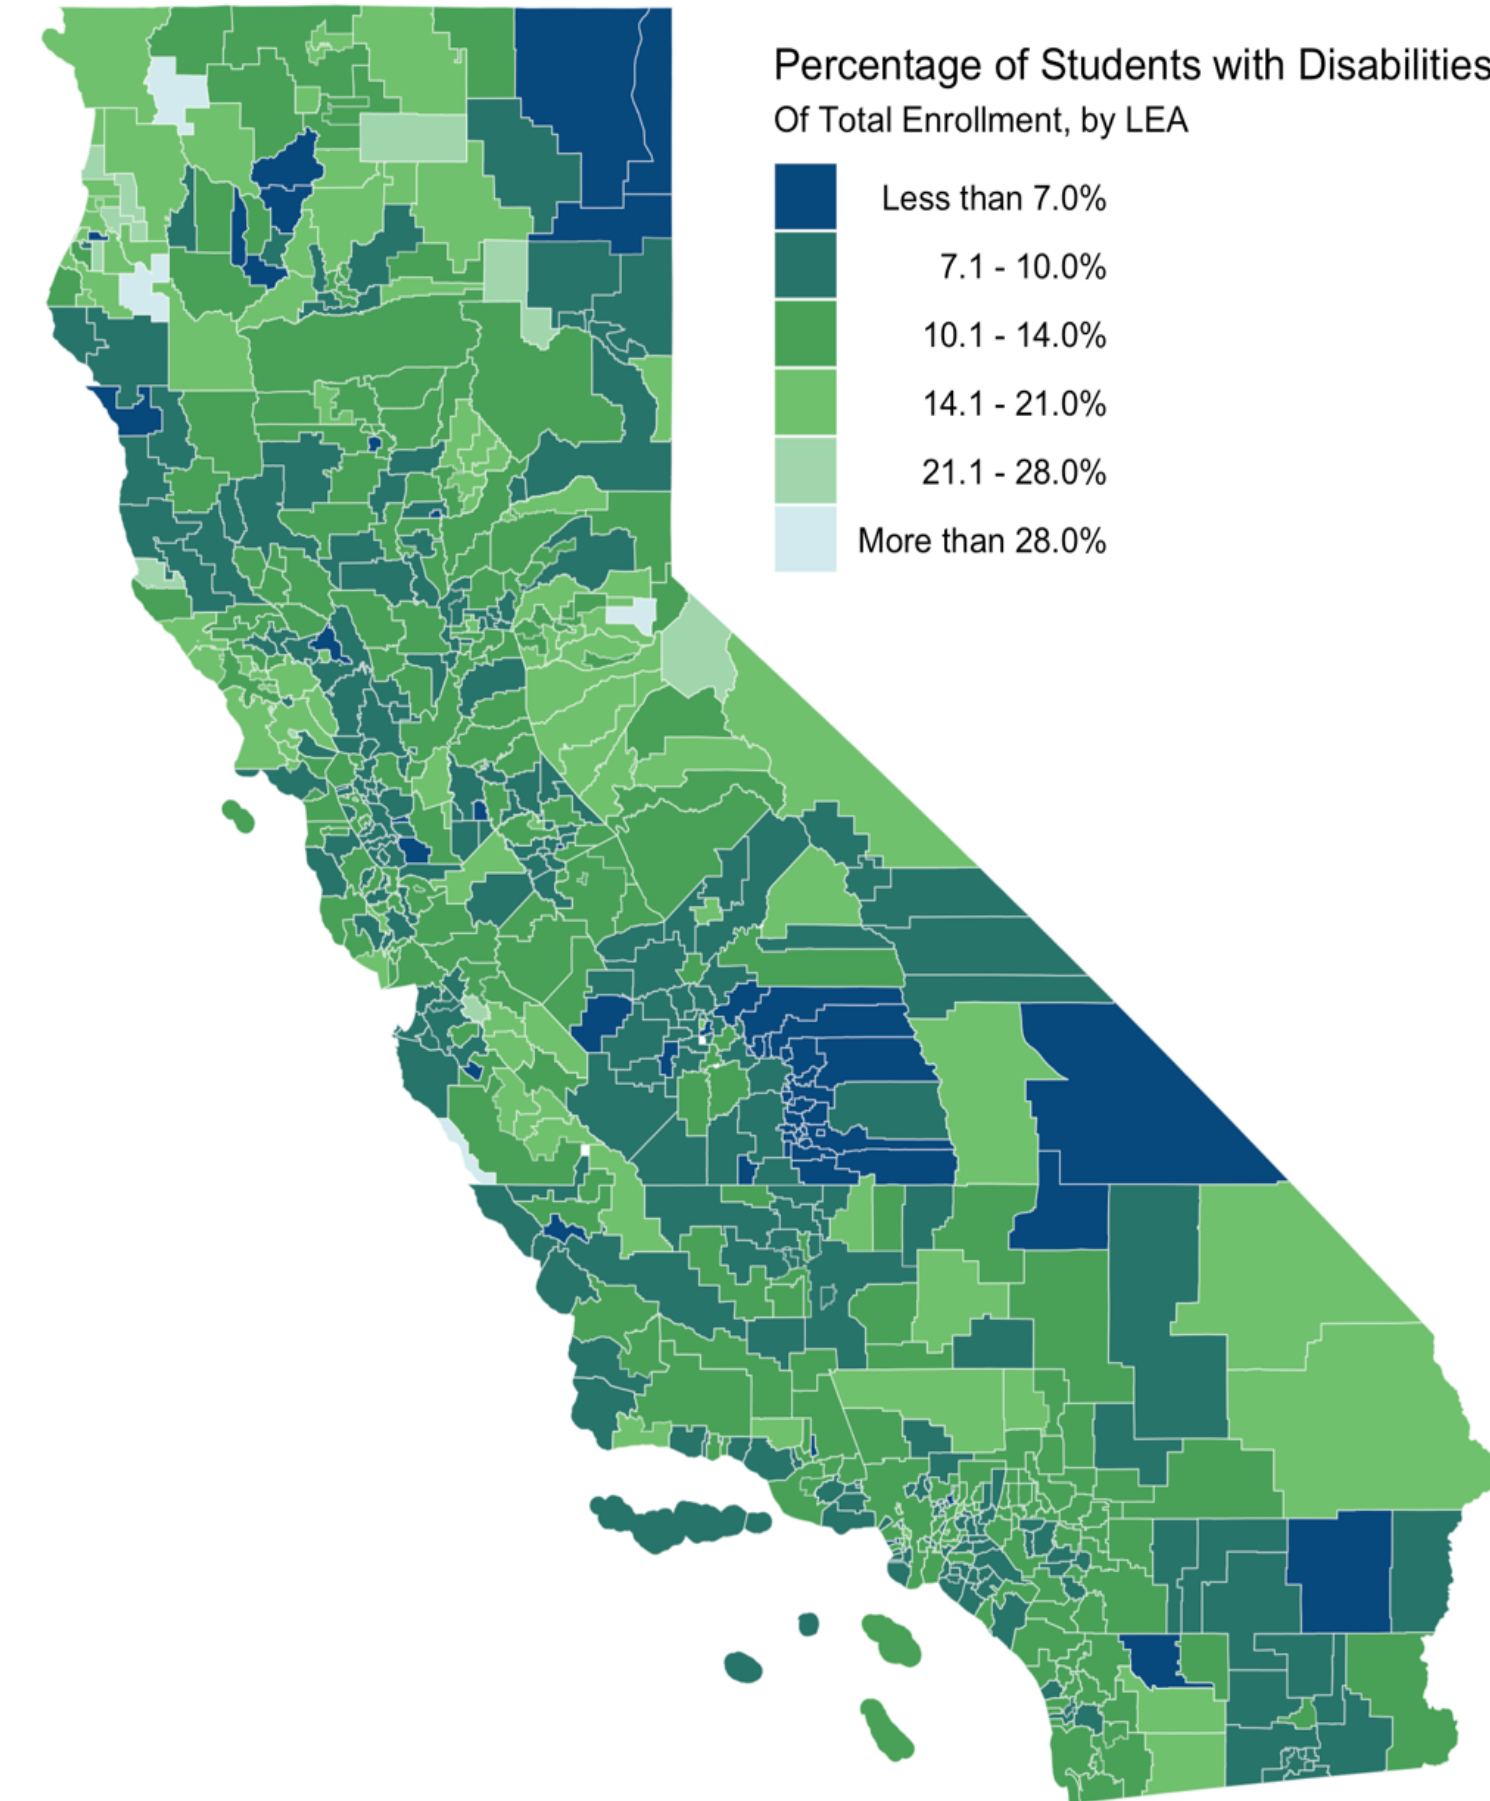 Percentage of Students with Disabilities
Of Total Enrollment, by LEA
Less than 7.0%
7.1 - 10.0%
10.1 - 14.0%
14.1 - 21.0%
21.1 - 28.0%
More than 28.0%